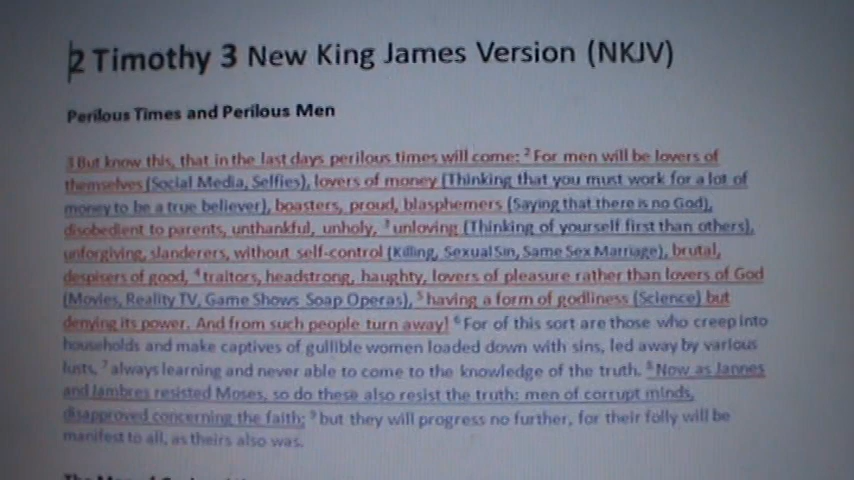 2 Timothy 3 New King James Version (NKJV)
Perilous Times and Perilous Men
3 But know this, that in the last days perilous times will come: 2 For men will be lovers of
themselves (Social Media, Selfies), lovers of money (Thinking that you must work for a lot of
money to be a true believer), boasters, proud, blasphemers (Saying that there is no God),
disobedient to parents, unthankful, unholy, 3 unloving (Thinking of yourself first than others),
unforgiving, slanderers, without self-control (Killing, Sexual Sin, Same Sex Marriage), brutal,
despisers of good, 4 traitors, headstrong, haughty, lovers of pleasure rather than lovers of God
(Movies, Reality TV, Game Shows Soap Operas), 5 having a form of godliness (Science) but
denying its power. And from such people turn away! 6 For of this sort are those who creep into
households and make captives of gullible women loaded down with sins, led away by various
lusts, 7 always learning and never able to come to the knowledge of the truth. 8 Now as Jannes
and Jambres resisted Moses, so do these also resist the truth: men of corrupt minds,
disapproved concerning the faith; 9 but they will progress no further, for their folly will be
manifest to all, as theirs also was.